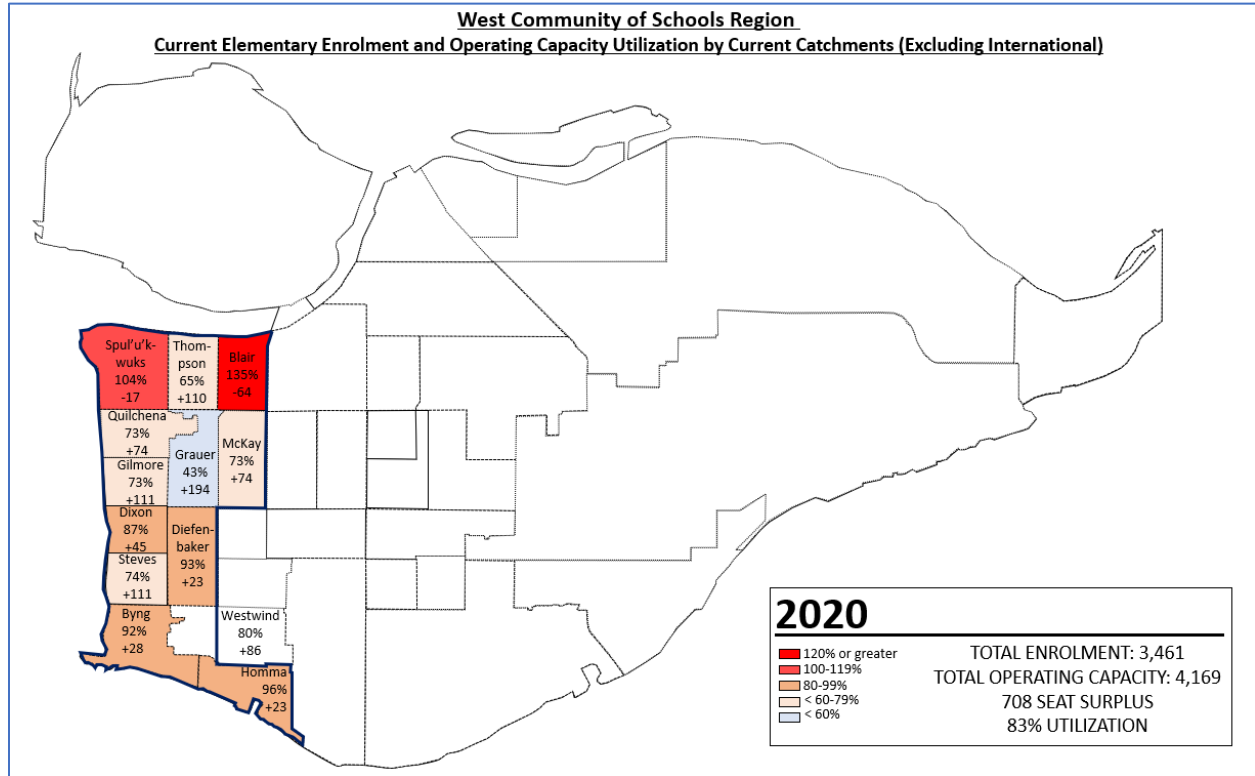 West Community of Schools Region
Current Elementary Enrolment and Operating Capacity Utilization by Current Catchments (Excluding International)
Spul'u'k-
wuks
104%
-17
Thom-
pson
65%
+110
Blair
135%
-64
Quilchena
73%
+74
Grauer
43%
+194
McKay
73%
+74
Gilmore
73%
+111
Dixon
87%
+45
Diefen-
baker
93%
+23
Steves
74%
+111
Byng
92%
+28
Westwind
80%
+86
Homma
96%
+23
2020
120% or greater
100-119%
80-99%
< 60-79%
< 60%
TOTAL ENROLMENT: 3,461
TOTAL OPERATING CAPACITY: 4,169
708 SEAT SURPLUS
83% UTILIZATION